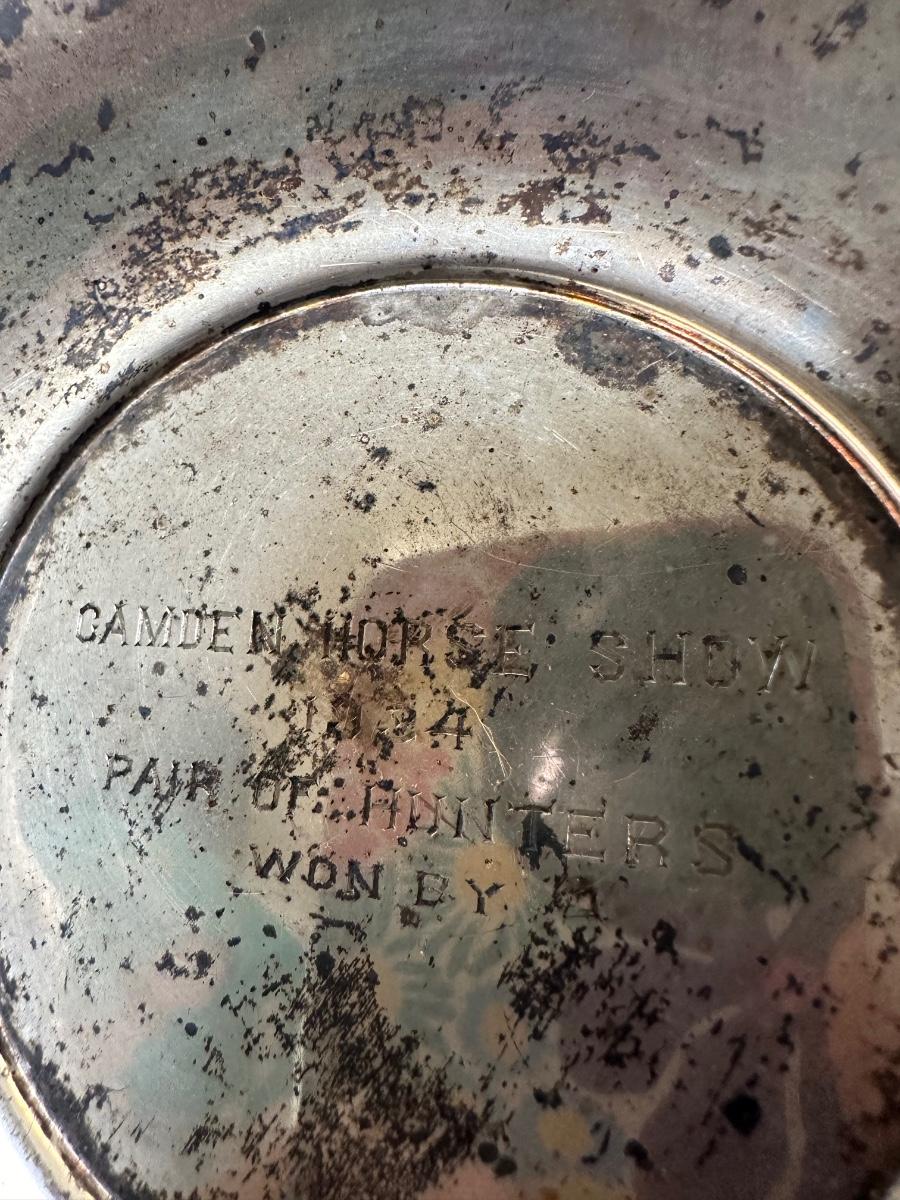 CAMDEN HORSE SHOW
1934
PAIR OF HUNTERS
WON BY